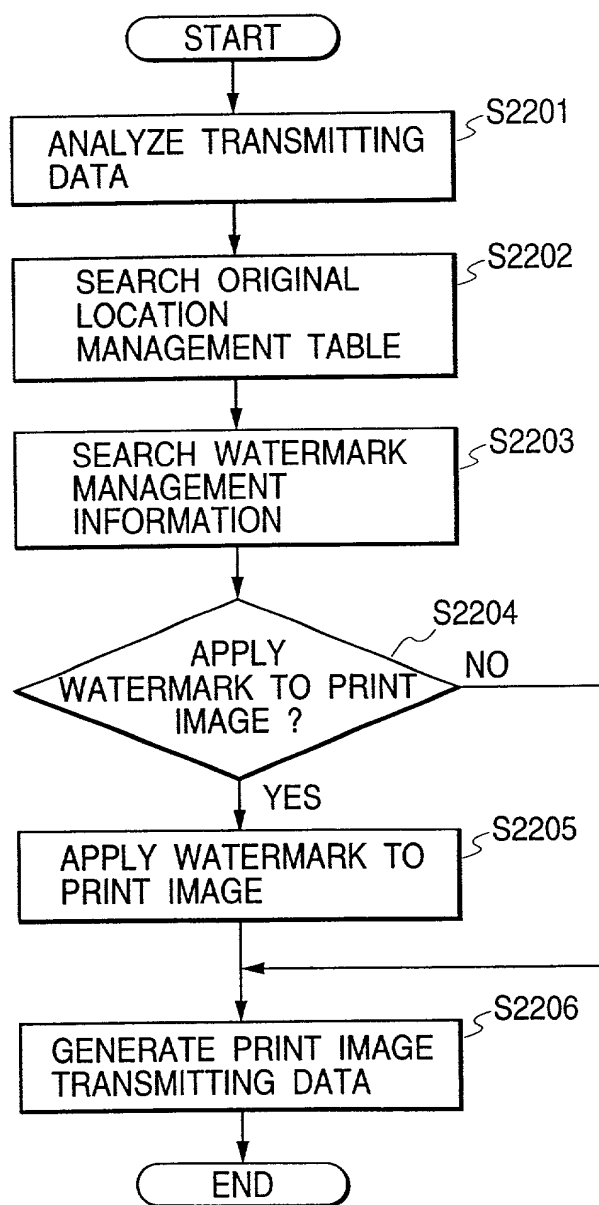 START
S2201
ANALYZE TRANSMITTING
DATA
S2202
SEARCH ORIGINAL
LOCATION
MANAGEMENT TABLE
S2203
SEARCH WATERMARK
MANAGEMENT
INFORMATION
S2204
APPLY
WATERMARK TO PRINT
IMAGE ?
NO
YES
S2205
APPLY WATERMARK TO
PRINT IMAGE
S2206
GENERATE PRINT IMAGE
TRANSMITTING DATA
END